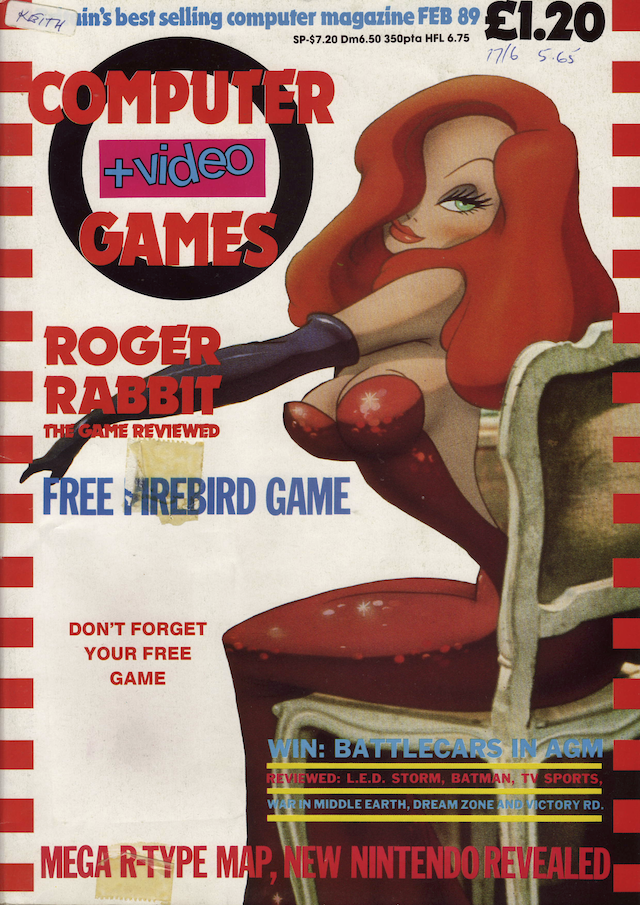 KEITH
ain's best selling computer magazine FEB 89 £1.20
SP-$7.20 Dm6.50 350pta HFL 6.75
17/6 5.65
COMPUTER
+video
GAMES
ROGER
RABBIT
THE GAME REVIEWED
FREE FIREBIRD GAME
DON'T FORGET
YOUR FREE
GAME
WIN: BATTLECARS IN AGM
REVIEWED: L.E.D. STORM, BATMAN, TV SPORTS,
WAR IN MIDDLE EARTH, DREAM ZONE AND VICTORY RD.
MEGA R-TYPE MAP, NEW NINTENDO REVEALED